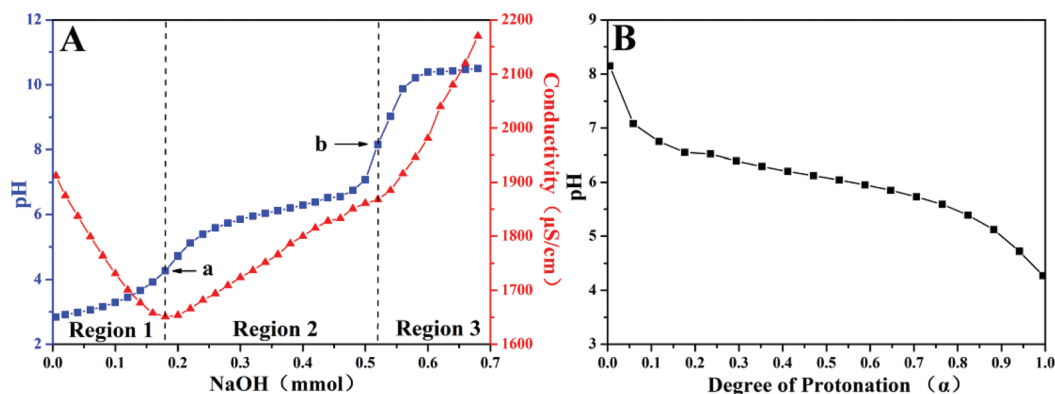 A
12
10
8
6
4
2
pH
2200
2100
2000
1900
1800
1700
1600
Conductivity（μS/cm）
b
a
Region 1
Region 2
Region 3
0.0 0.1 0.2 0.3 0.4 0.5 0.6 0.7
NaOH（mmol）
B
9
8
7
6
5
4
3
pH
0.0 0.1 0.2 0.3 0.4 0.5 0.6 0.7 0.8 0.9 1.0
Degree of Protonation （α）